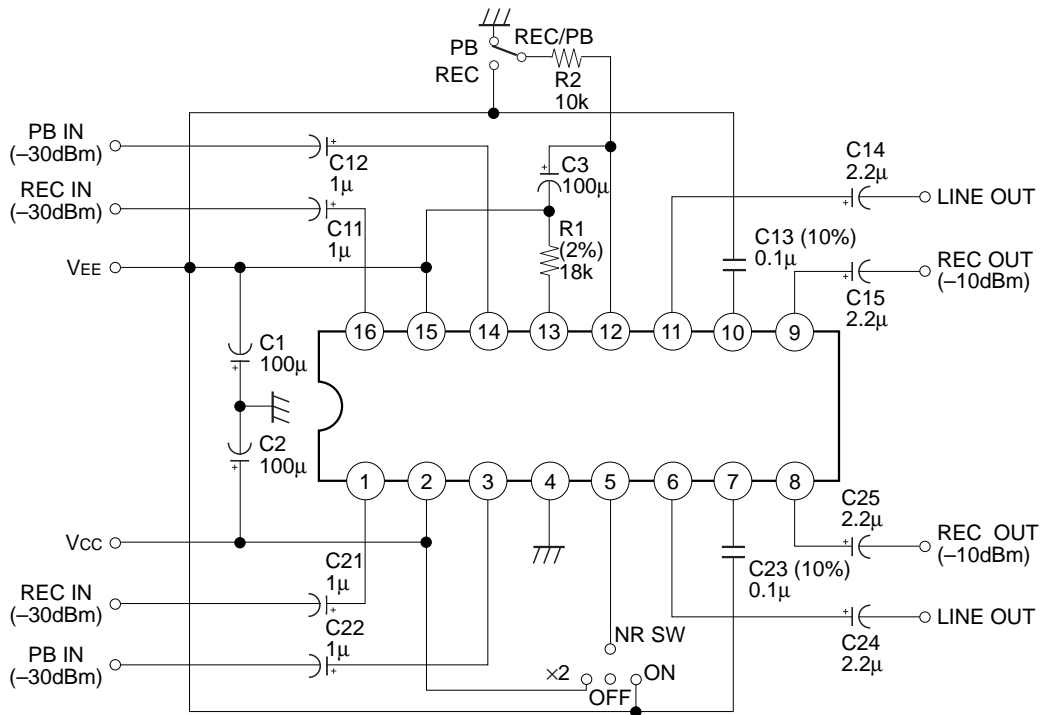 REC/PB
PB
REC
R2
10k
PB IN
(–30dBm)
C12
1µ
C3
100µ
C14
2.2µ
LINE OUT
REC IN
(–30dBm)
C11
1µ
R1
(2%)
18k
C13 (10%)
0.1µ
REC OUT
(–10dBm)
C15
2.2µ
VEE
+
C1
100µ
16
15
14
13
12
11
10
9
C2
100µ
1
2
3
4
5
6
7
8
C25
2.2µ
REC OUT
(–10dBm)
VCC
C21
1µ
C23 (10%)
0.1µ
REC IN
(–30dBm)
C22
1µ
NR SW
LINE OUT
C24
2.2µ
PB IN
(–30dBm)
×2
OFF
ON